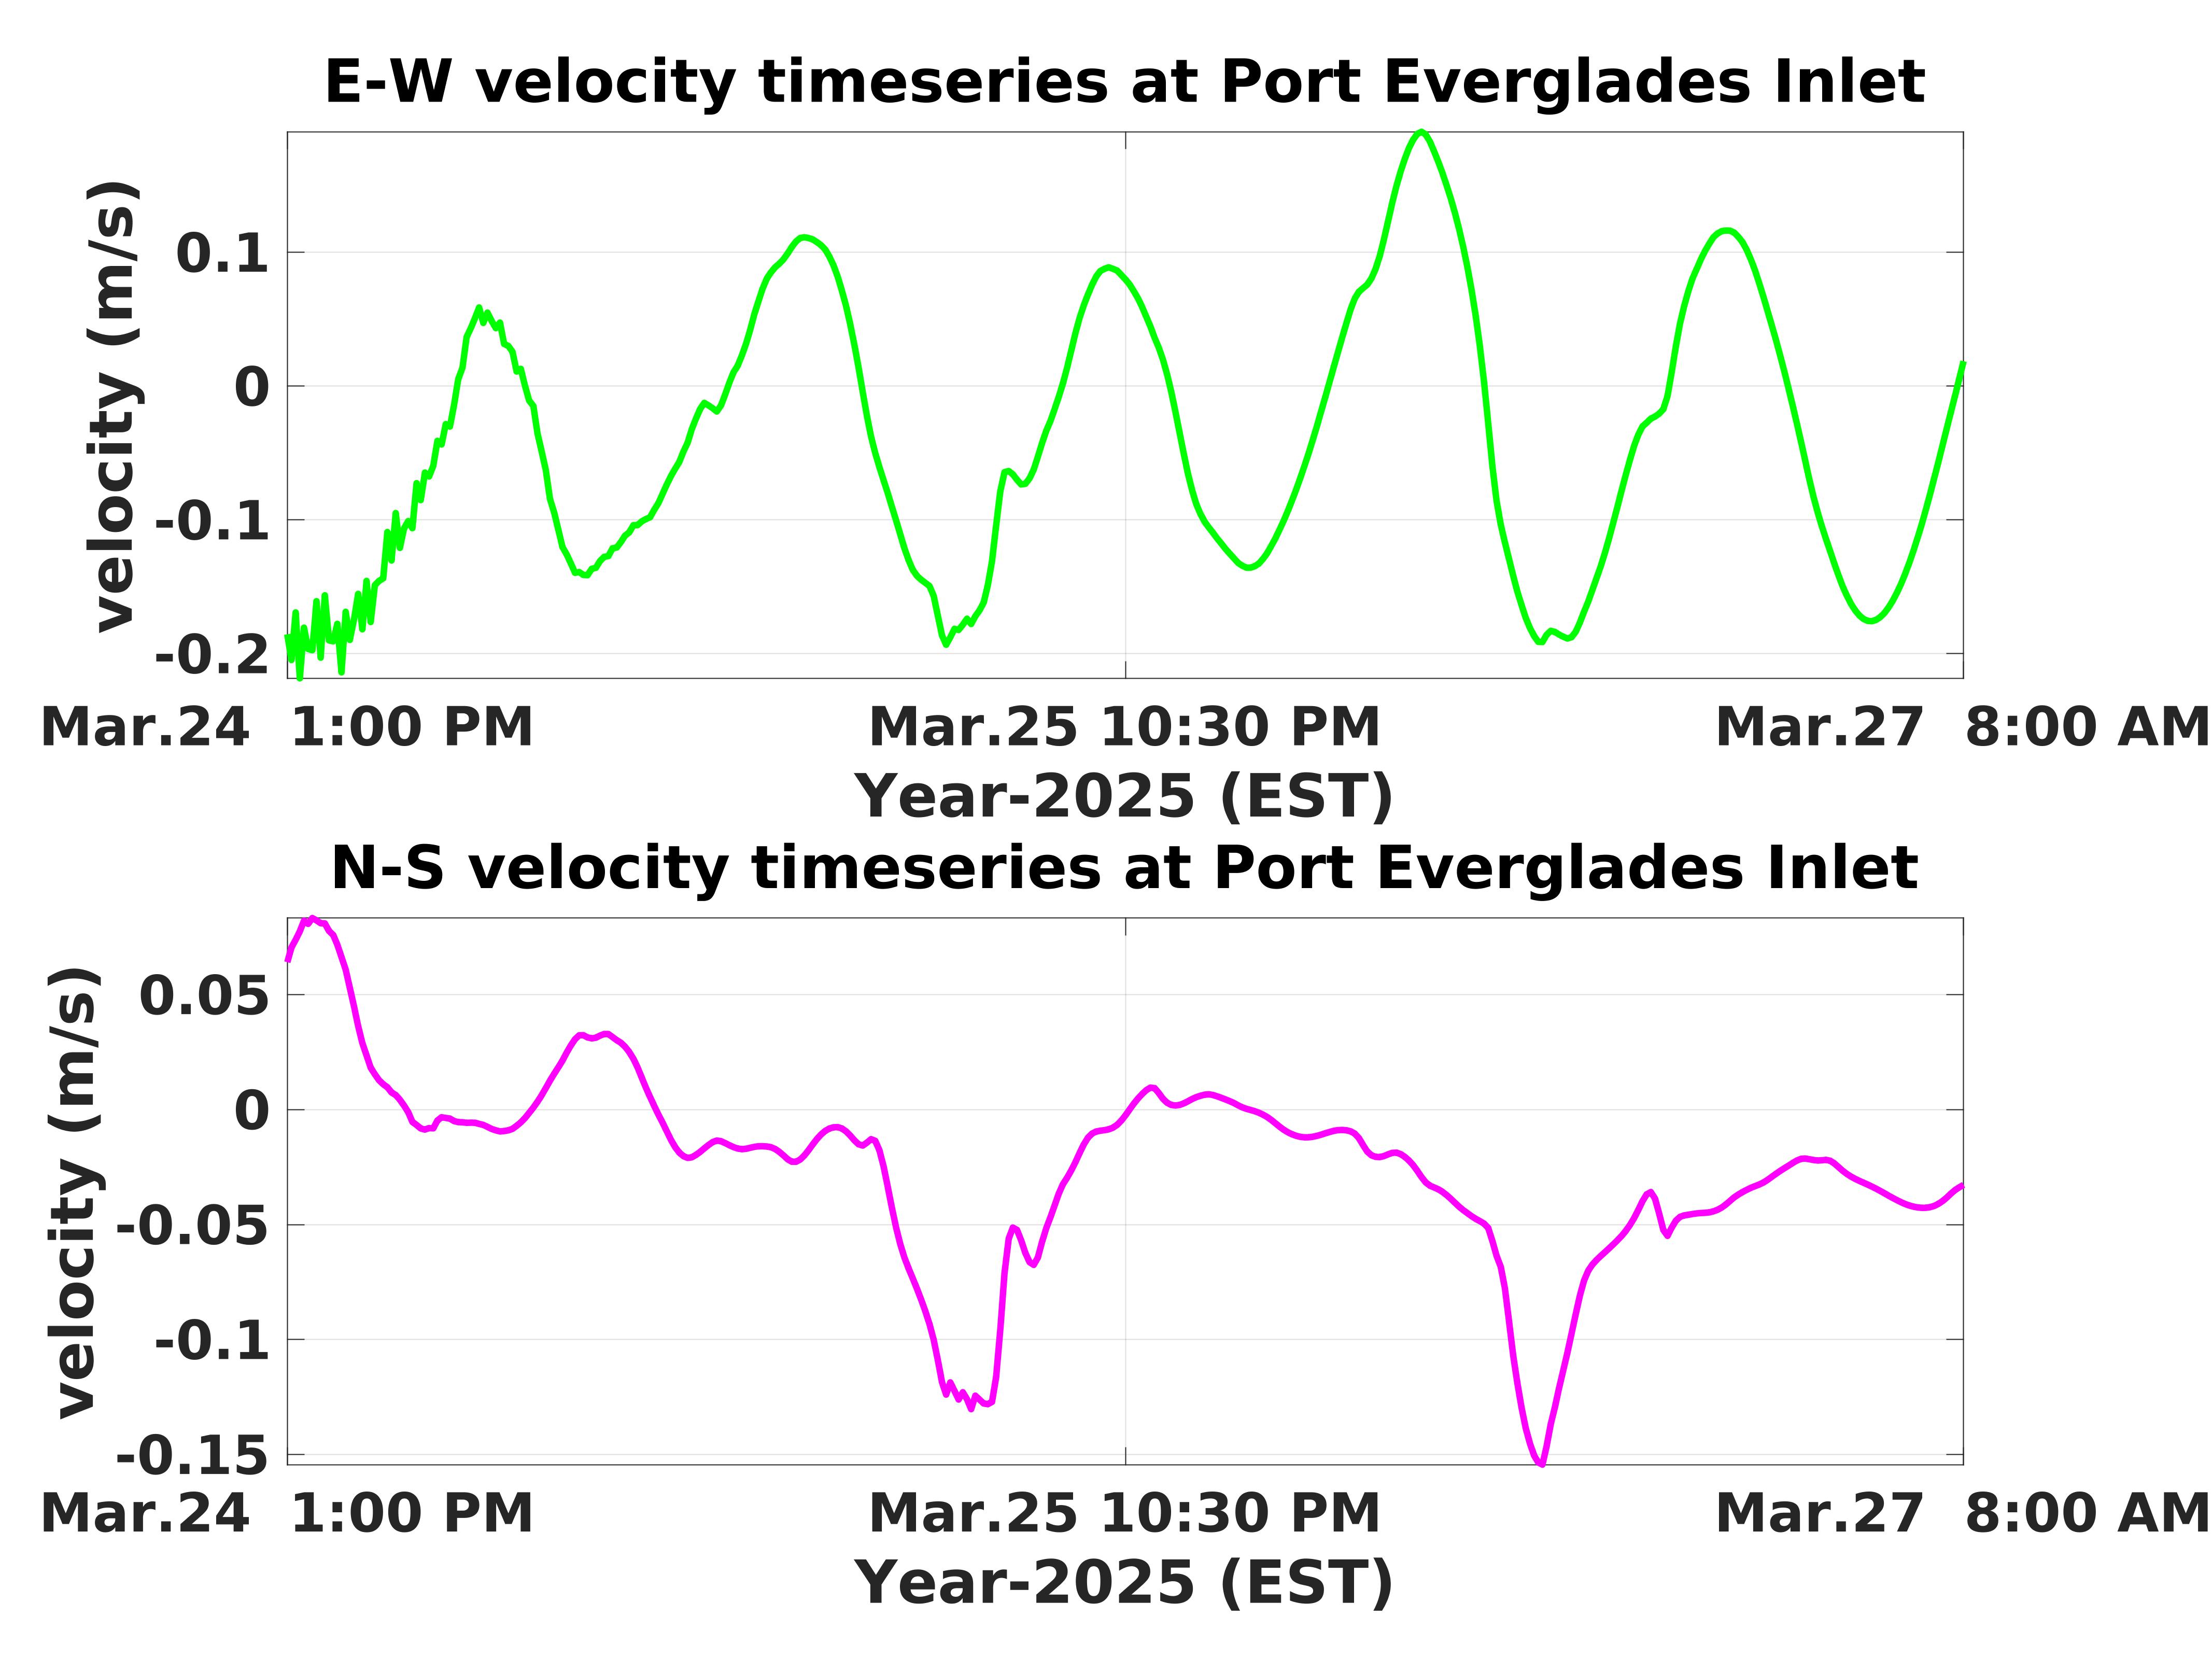 E-W velocity timeseries at Port Everglades Inlet
velocity (m/s)
0.1
0
-0.1
-0.2
Mar.24 1:00 PM Mar.25 10:30 PM Mar.27 8:00 AM
Year-2025 (EST)
N-S velocity timeseries at Port Everglades Inlet
velocity (m/s)
0.05
0
-0.05
-0.1
-0.15
Mar.24 1:00 PM Mar.25 10:30 PM Mar.27 8:00 AM
Year-2025 (EST)